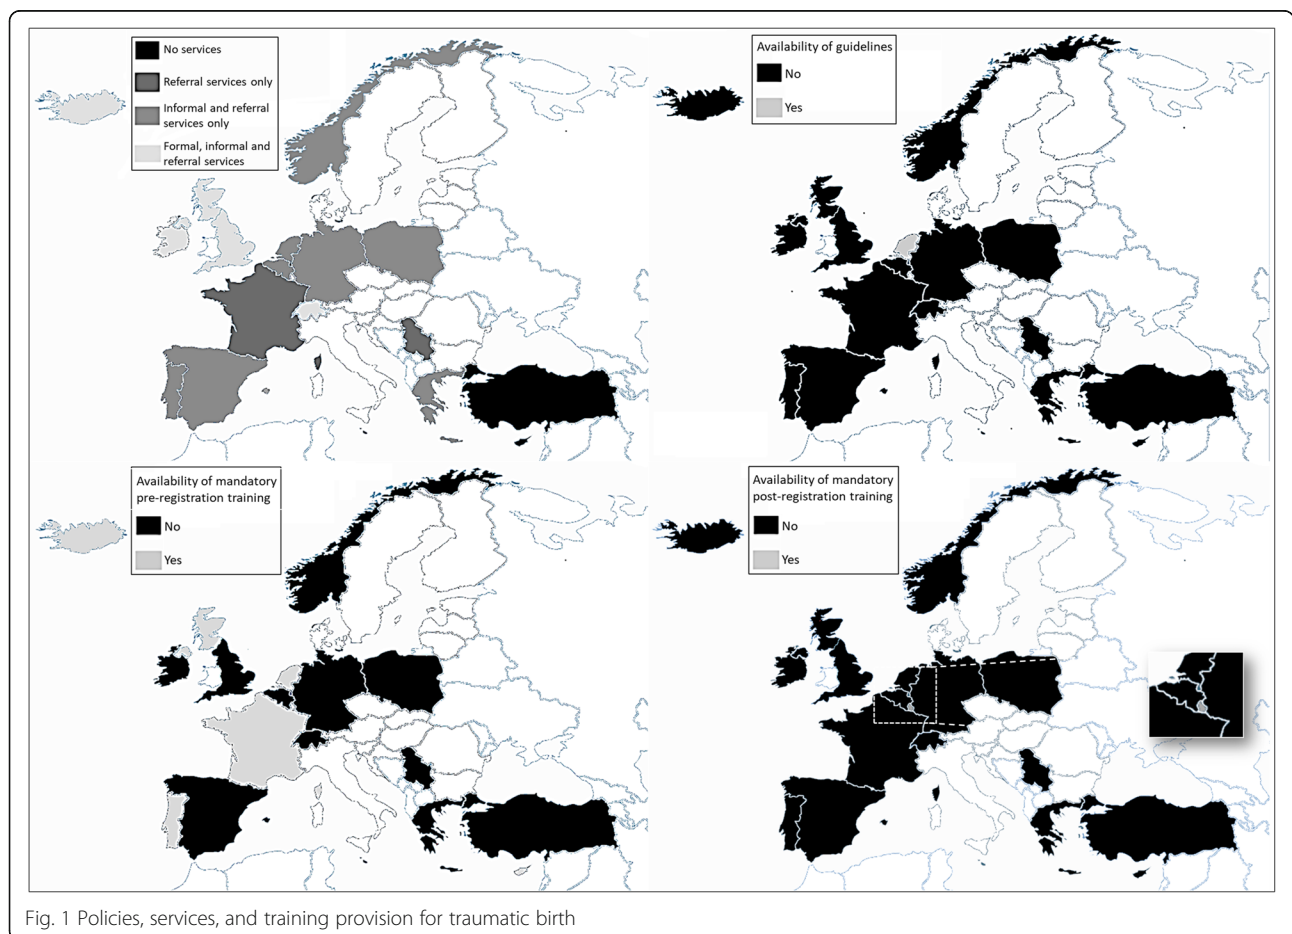 No services
Referral services only
Informal and referral
services only
Formal, informal and
referral services
Availability of guidelines
No
Yes
Availability of mandatory
pre-registration training
No
Yes
Availability of mandatory
post-registration training
No
Yes
Fig. 1 Policies, services, and training provision for traumatic birth